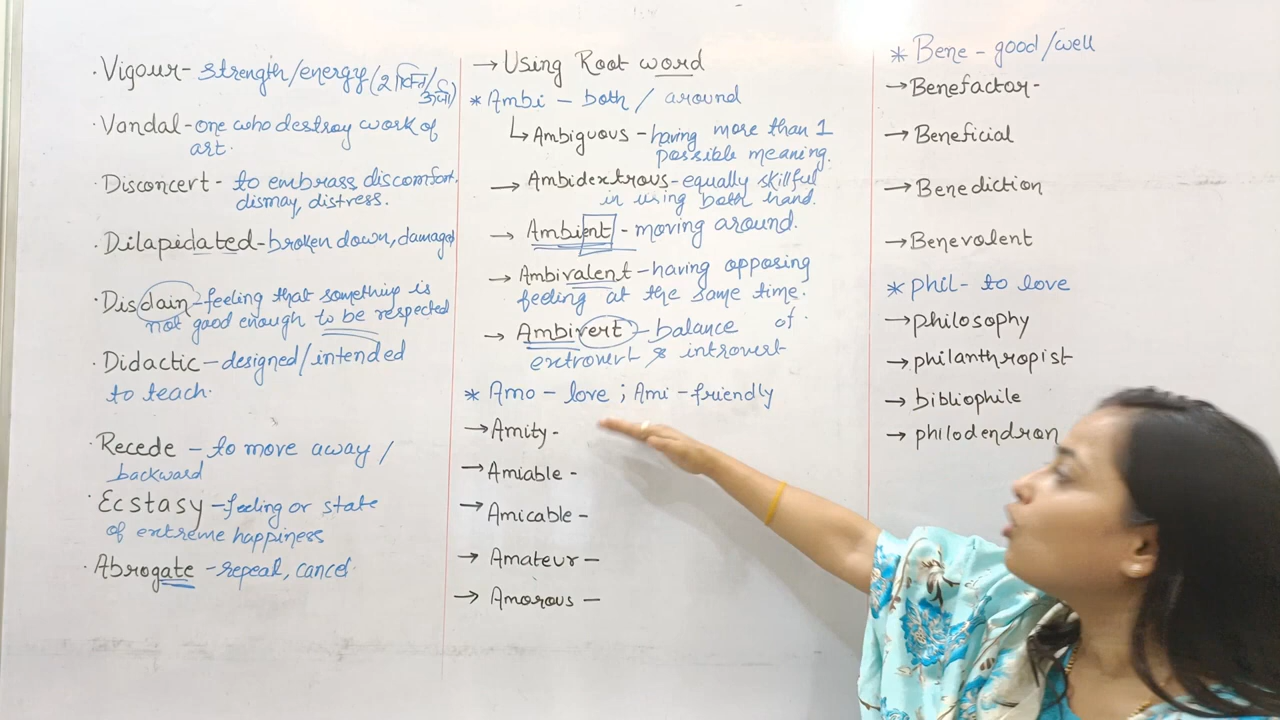 · Vigour - strength/energy (शक्ति/
ऊर्जा)
· Vandal - one who destroy work of
art.
· Disconcert - to embrass discomfort,
dismay, distress.
· Dilapidated - broken down, damaged
· Disdain - feeling that something is
not good enough to be respected
· Didactic - designed/intended
to teach.
· Recede - to move away /
backward
· Ecstasy - feeling or state
of extreme happiness
· Abrogate - repeal, cancel.
→ Using Root word
* Ambi - both / around
↳ Ambiguous - having more than 1
possible meaning.
→ Ambidextrous - equally skillful
in using both hand.
→ Ambient - moving around.
→ Ambivalent - having opposing
feeling at the same time.
→ Ambivert - balance of
extrovert & introvert
* Amo - love ; Ami - friendly
→ Amity -
→ Amiable -
→ Amicable -
→ Amateur -
→ Amorous -
* Bene - good/well
→ Benefactor -
→ Beneficial
→ Benediction
→ Benevolent
* phil - to love
→ philosophy
→ philanthropist
→ bibliophile
→ philodendron